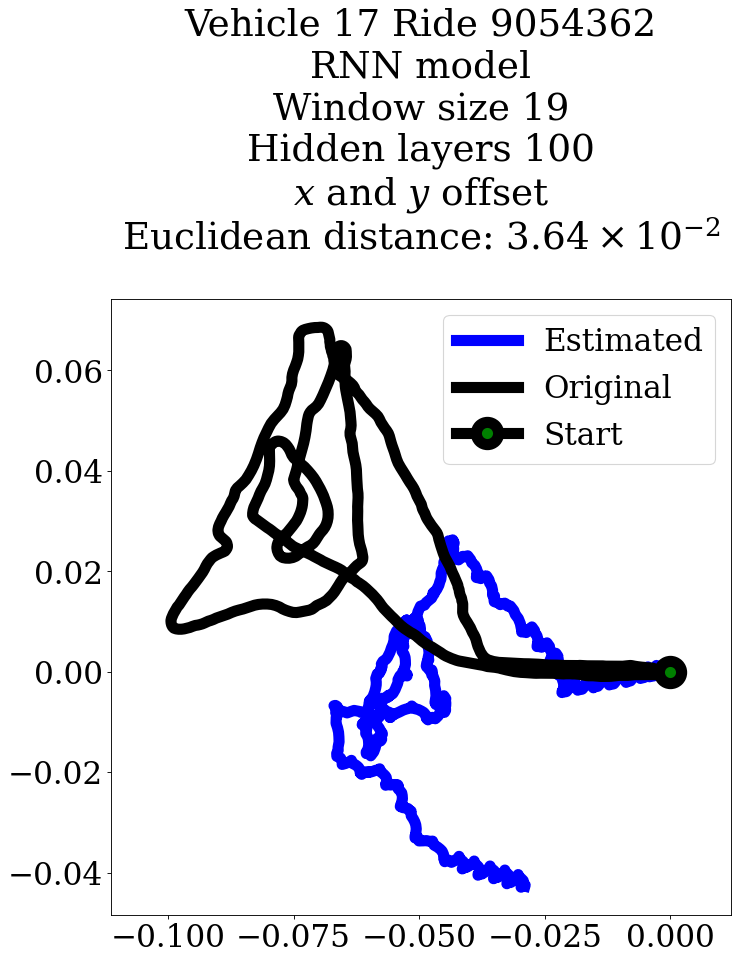 Vehicle 17 Ride 9054362
RNN model
Window size 19
Hidden layers 100
x and y offset
Euclidean distance: 3.64 × 10⁻²
Estimated
Original
Start
0.06
0.04
0.02
0.00
−0.02
−0.04
−0.100 −0.075 −0.050 −0.025 0.000